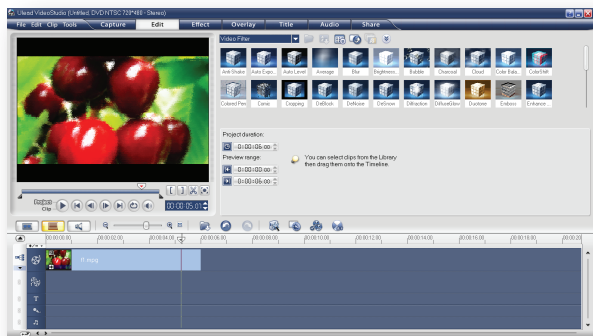 Ulead VideoStudio (Untitled, DVD NTSC 720*480 - Stereo)
File Edit Clip Tools Capture Edit Effect Overlay Title Audio Share
Video Filter
Anti-Shake Auto Expo... Auto Level Average Blur Brightness... Bubble Charcoal Cloud Color Bala... ColorShift
Colored Pen Comic Cropping DeBlock DeNoise DeSnow Diffraction DiffuseGlow Duotone Emboss Enhance...
Project duration:
0:00:06:00
Preview range:
0:00:00:00
0:00:06:00
You can select clips from the Library
then drag them onto the Timeline.
Project
Clip
00:00:05:01
00:00:00.00 00:00:02.00 00:00:04.00 00:00:06.00 00:00:08.00 00:00:10.00 00:00:12.00 00:00:14.00 00:00:16.00 00:00:18.00 00:00:20
T